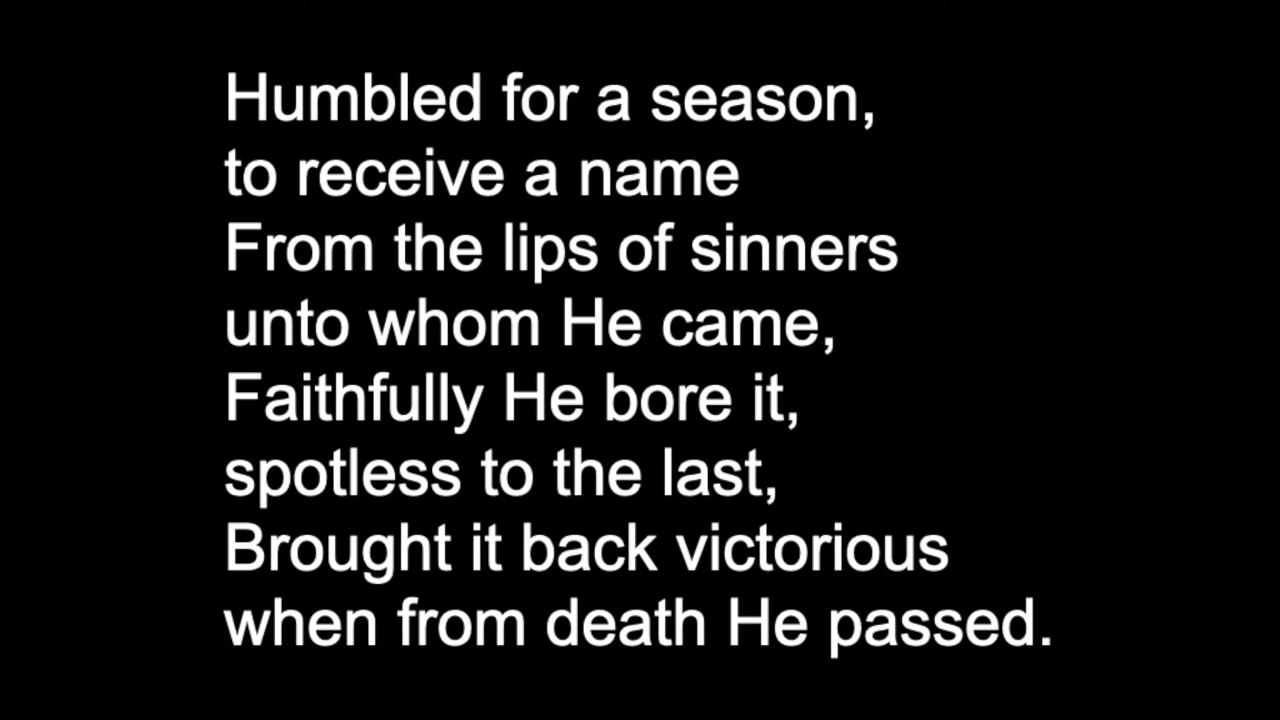 Humbled for a season,
to receive a name
From the lips of sinners
unto whom He came,
Faithfully He bore it,
spotless to the last,
Brought it back victorious
when from death He passed.